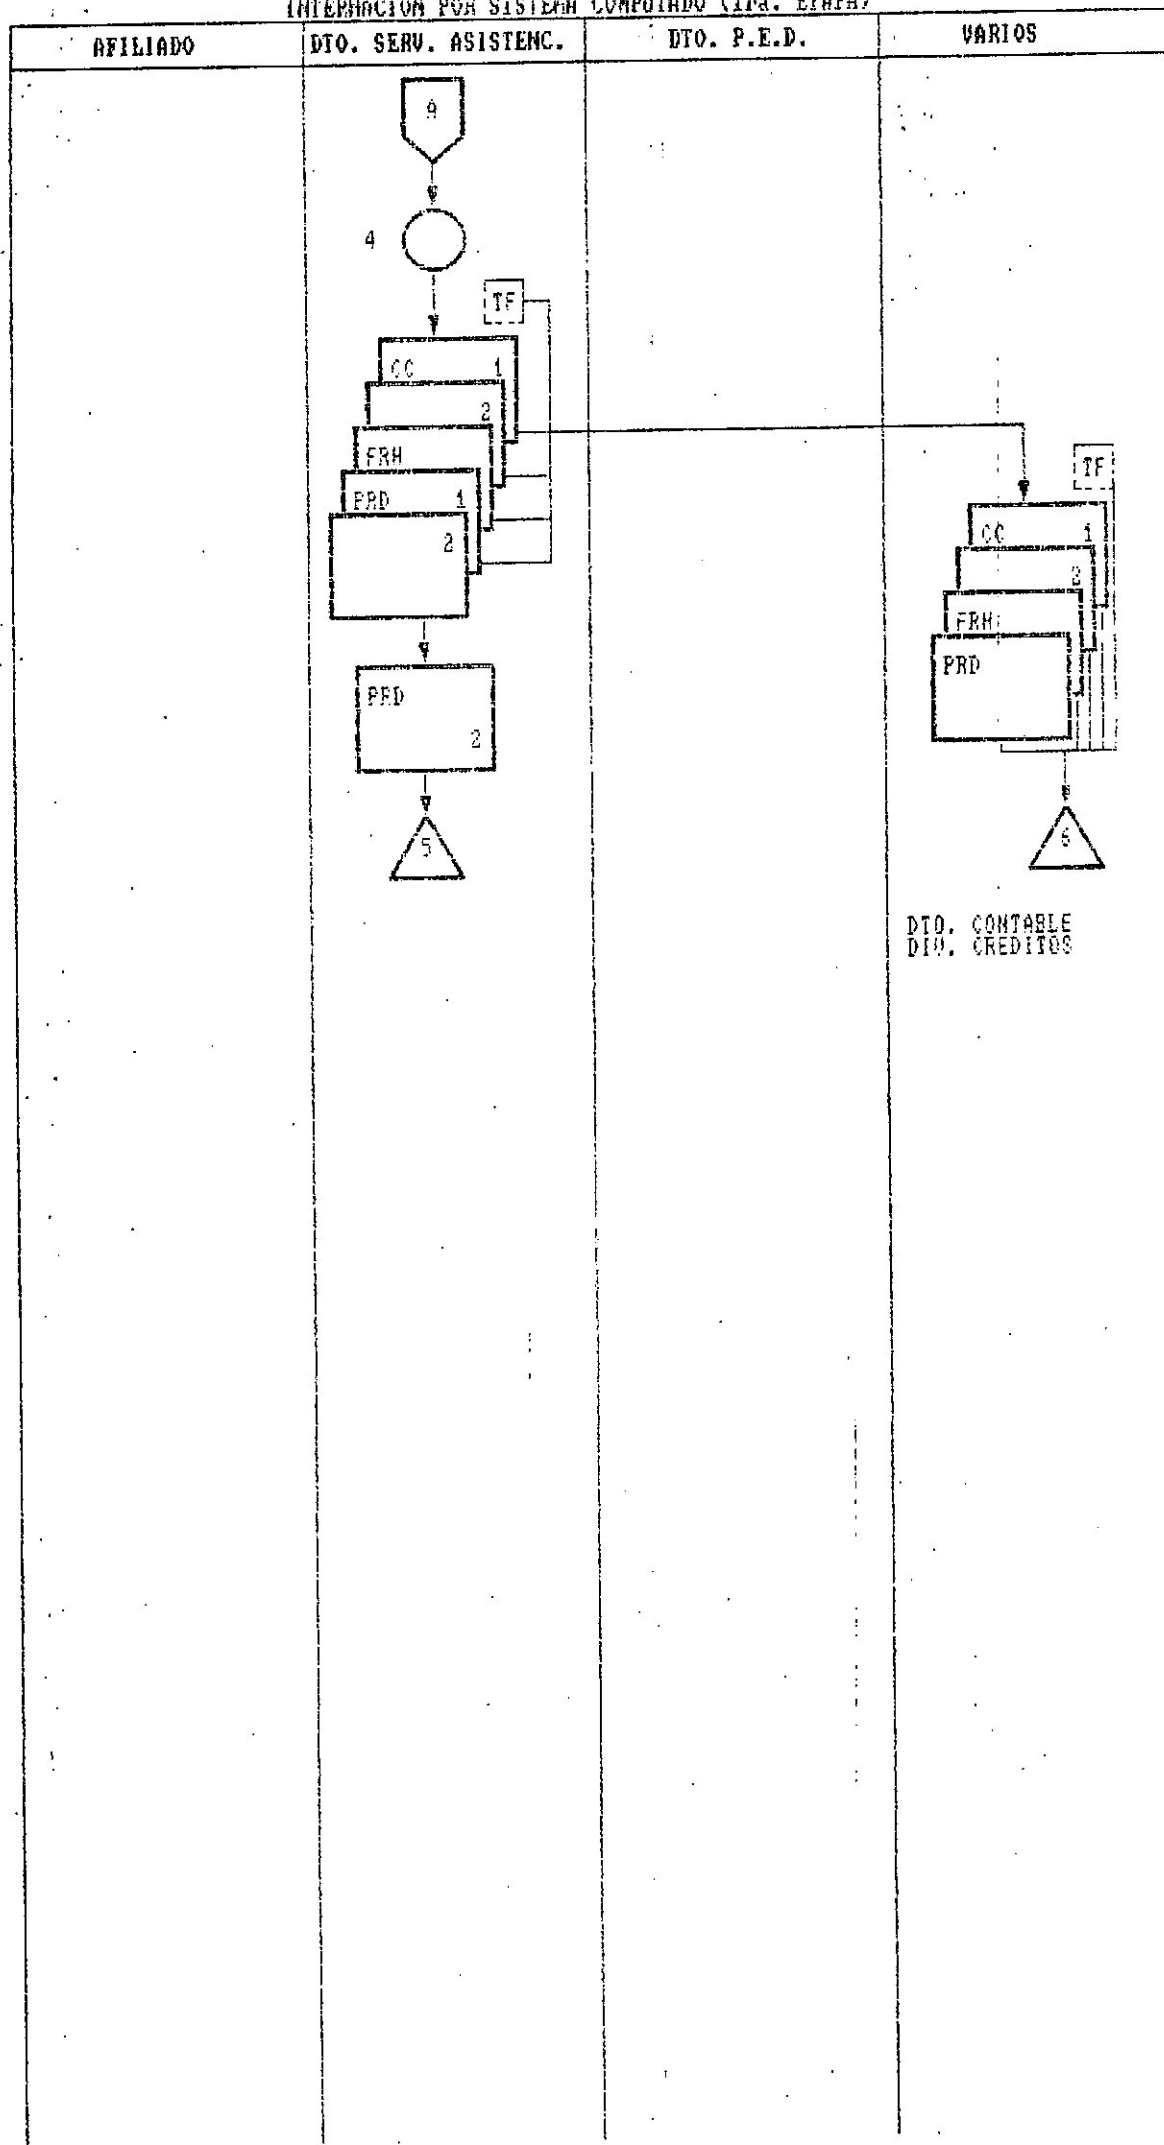 INTERNACION POR SISTEMA COMPUTADO (1ra. ETAPA)
AFILIADO
DTO. SERV. ASISTENC.
DTO. P.E.D.
VARIOS
A
4
TF
CC 1
2
FRH
PRD 1
2
PRD
2
5
TF
CC 1
2
FRH
PRD
6
DTO. CONTABLE
DIV. CREDITOS